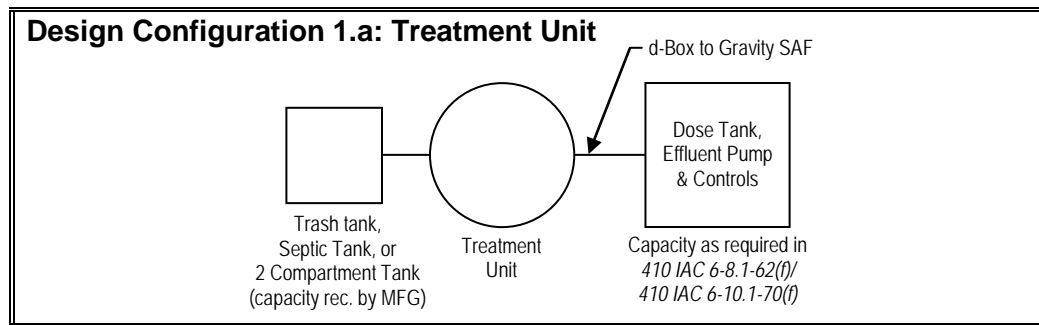 Design Configuration 1.a: Treatment Unit
d-Box to Gravity SAF
Dose Tank,
Effluent Pump
& Controls
Trash tank,
Septic Tank, or
2 Compartment Tank
(capacity rec. by MFG)
Treatment
Unit
Capacity as required in
410 IAC 6-8.1-62(f)/
410 IAC 6-10.1-70(f)